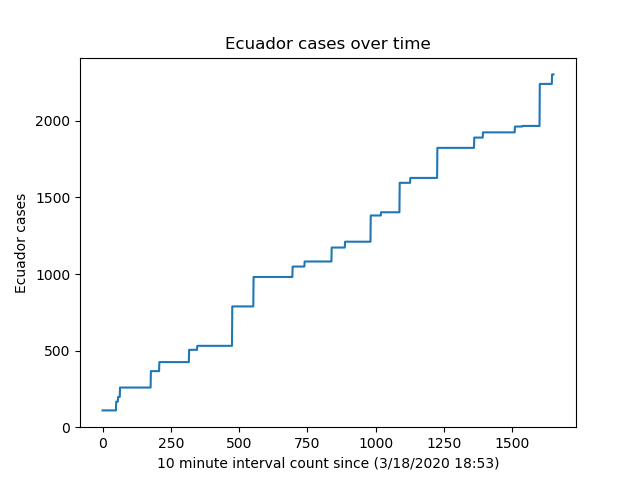 Ecuador cases over time
Ecuador cases
2000
1500
1000
500
0
0 250 500 750 1000 1250 1500
10 minute interval count since (3/18/2020 18:53)